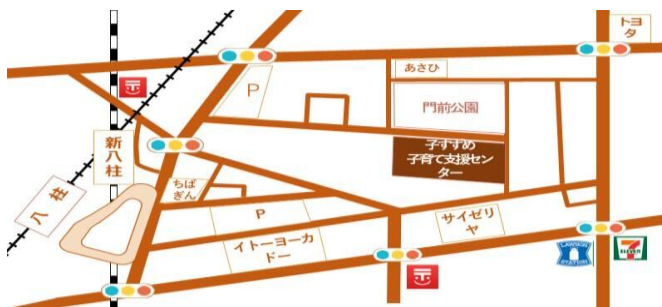 トヨ
タ
あさひ
P
門前公園
新八柱
子すずめ
子育て支援セン
ター
八柱
ちば
ぎん
P
サイゼリ
ヤ
イトーヨーカ
ドー
LAWSON
STATION
7
ELEVEN